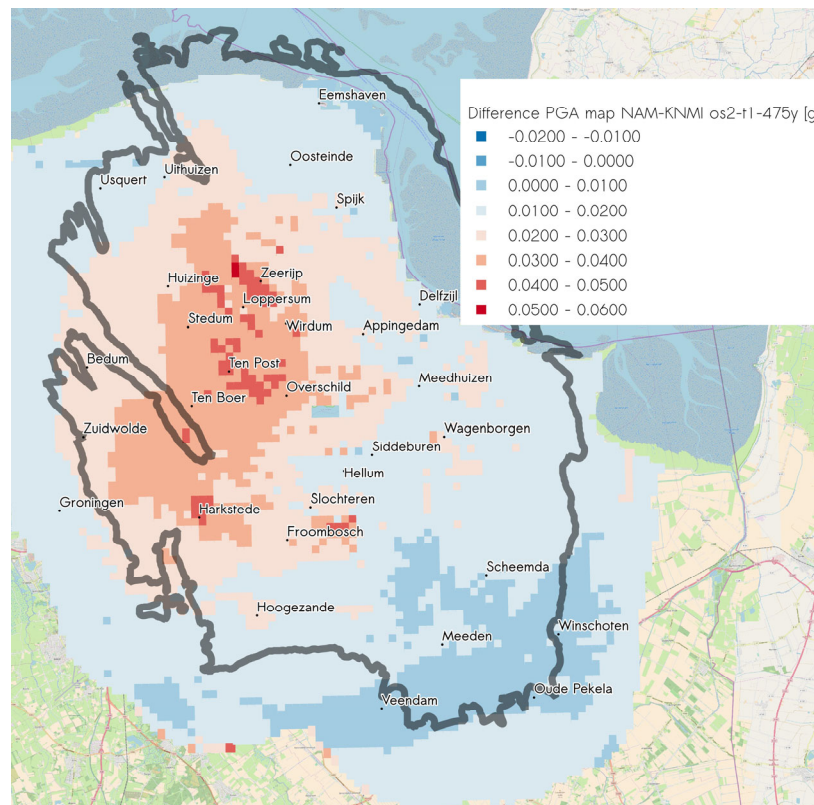 Difference PGA map NAM-KNMI os2-t1-475y [g
-0.0200 - -0.0100
-0.0100 - 0.0000
0.0000 - 0.0100
0.0100 - 0.0200
0.0200 - 0.0300
0.0300 - 0.0400
0.0400 - 0.0500
0.0500 - 0.0600
Eemshaven
Oosteinde
Uithuizen
Usquert
Spijk
Zeerijp
Huizinge
Loppersum
Delfzijl
Stedum
Wirdum
Appingedam
Bedum
Ten Post
Meedhuizen
Overschild
Ten Boer
Zuidwolde
Wagenborgen
Siddeburen
Hellum
Slochteren
Groningen
Harkstede
Froombosch
Scheemda
Hoogezande
Winschoten
Meeden
Oude Pekela
Veendam